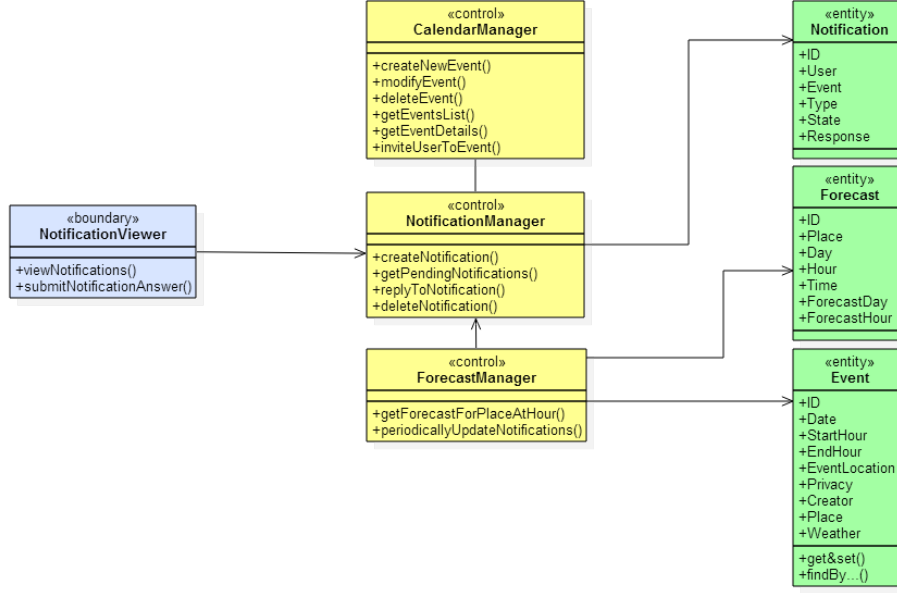 «control»
CalendarManager
+createNewEvent()
+modifyEvent()
+deleteEvent()
+getEventsList()
+getEventDetails()
+inviteUserToEvent()
«entity»
Notification
+ID
+User
+Event
+Type
+State
+Response
«boundary»
NotificationViewer
+viewNotifications()
+submitNotificationAnswer()
«control»
NotificationManager
+createNotification()
+getPendingNotifications()
+replyToNotification()
+deleteNotification()
«entity»
Forecast
+ID
+Place
+Day
+Hour
+Time
+ForecastDay
+ForecastHour
«control»
ForecastManager
+getForecastForPlaceAtHour()
+periodicallyUpdateNotifications()
«entity»
Event
+ID
+Date
+StartHour
+EndHour
+EventLocation
+Privacy
+Creator
+Place
+Weather
+get&set()
+findBy...()